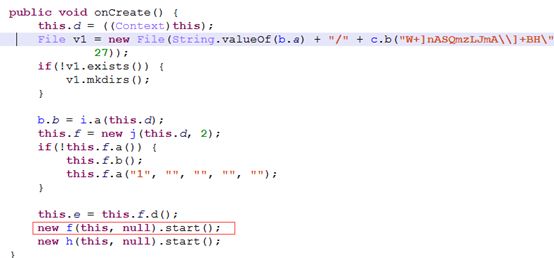 public void onCreate() {
this.d = ((Context)this);
File v1 = new File(String.valueOf(b.a) + "/" + c.b("W+]nASQmzLJmA\\]+BH\"
27));
if(!v1.exists()) {
v1.mkdirs();
}
b.b = i.a(this.d);
this.f = new j(this.d, 2);
if(!this.f.a()) {
this.f.b();
this.f.a("1", "", "", "", "");
}
this.e = this.f.d();
new f(this, null).start();
new h(this, null).start();
}